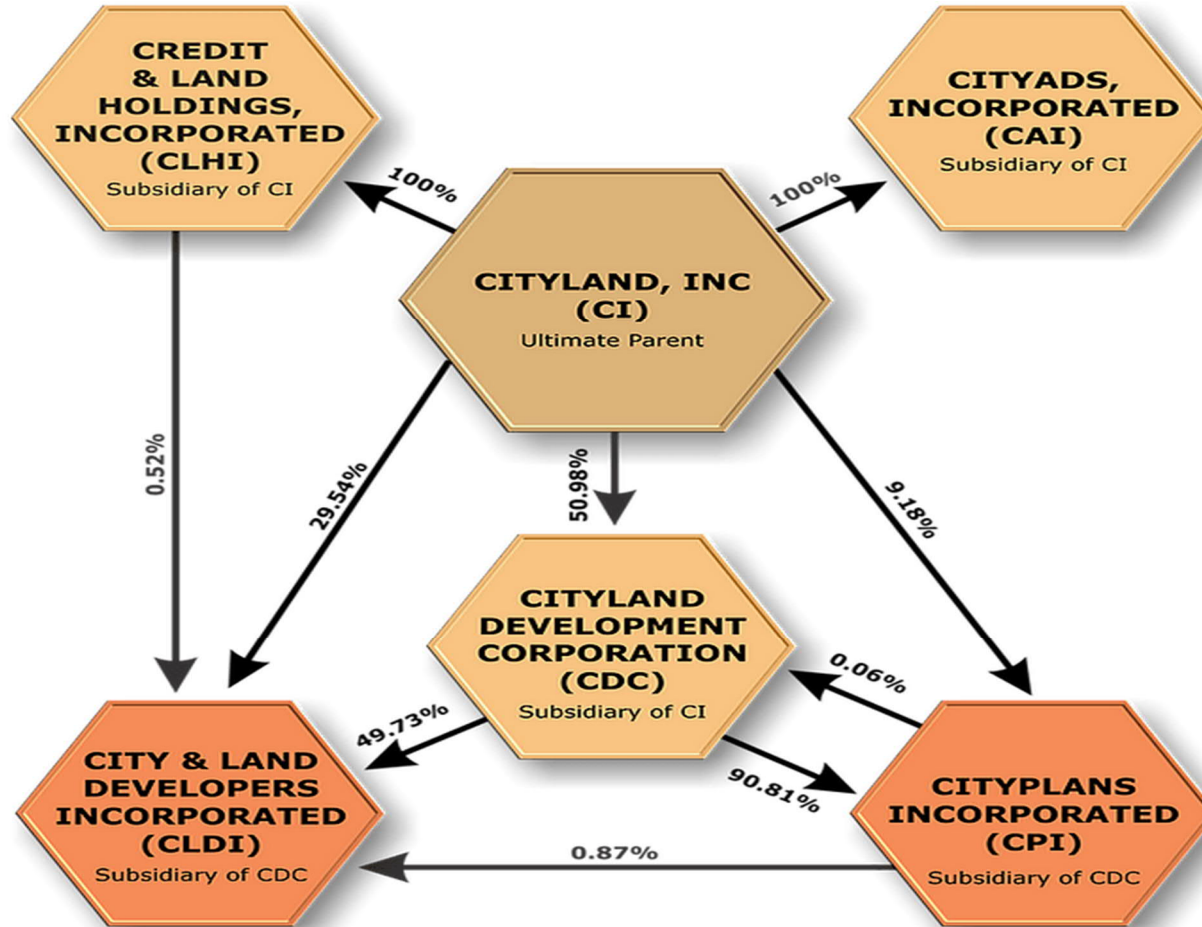 CREDIT
& LAND
HOLDINGS,
INCORPORATED
(CLHI)
Subsidiary of CI
CITYADS,
INCORPORATED
(CAI)
Subsidiary of CI
100%
100%
CITYLAND, INC
(CI)
Ultimate Parent
0.52%
29.54%
50.98%
9.18%
CITYLAND
DEVELOPMENT
CORPORATION
(CDC)
Subsidiary of CI
0.06%
49.73%
90.81%
CITY & LAND
DEVELOPERS
INCORPORATED
(CLDI)
Subsidiary of CDC
0.87%
CITYPLANS
INCORPORATED
(CPI)
Subsidiary of CDC